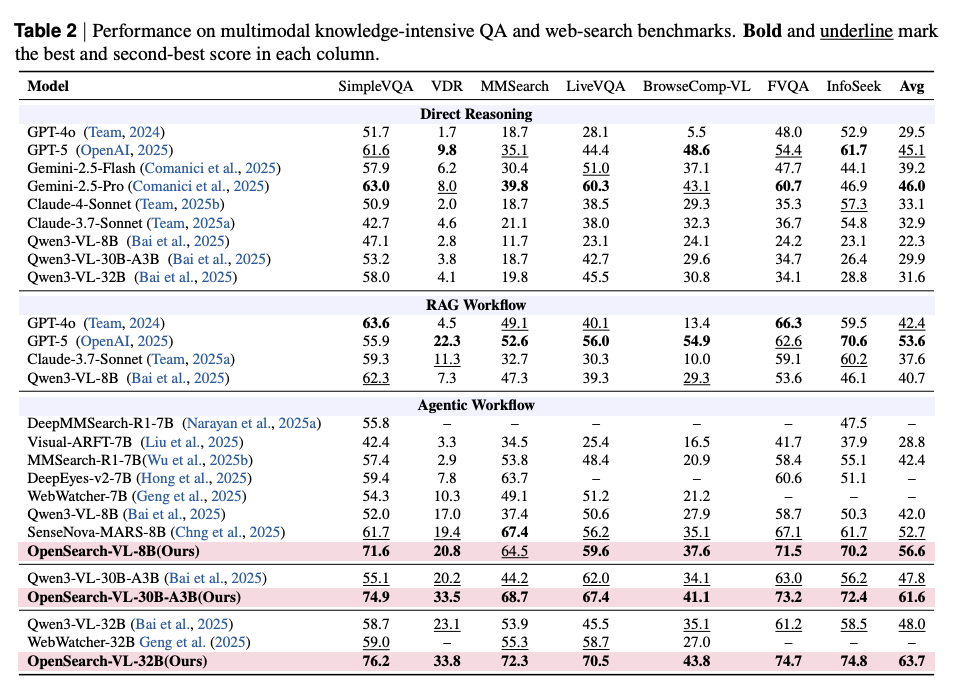 Table 2 | Performance on multimodal knowledge-intensive QA and web-search benchmarks. Bold and underline mark
the best and second-best score in each column.
Model SimpleVQA VDR MMSearch LiveVQA BrowseComp-VL FVQA InfoSeek Avg
Direct Reasoning
GPT-4o (Team, 2024) 51.7 1.7 18.7 28.1 5.5 48.0 52.9 29.5
GPT-5 (OpenAI, 2025) 61.6 9.8 35.1 44.4 48.6 54.4 61.7 45.1
Gemini-2.5-Flash (Comanici et al., 2025) 57.9 6.2 30.4 51.0 37.1 47.7 44.1 39.2
Gemini-2.5-Pro (Comanici et al., 2025) 63.0 8.0 39.8 60.3 43.1 60.7 46.9 46.0
Claude-4-Sonnet (Team, 2025b) 50.9 2.0 18.7 38.5 29.3 35.3 57.3 33.1
Claude-3.7-Sonnet (Team, 2025a) 42.7 4.6 21.1 38.0 32.3 36.7 54.8 32.9
Qwen3-VL-8B (Bai et al., 2025) 47.1 2.8 11.7 23.1 24.1 24.2 23.1 22.3
Qwen3-VL-30B-A3B (Bai et al., 2025) 53.2 3.8 18.7 42.7 29.6 34.7 26.4 29.9
Qwen3-VL-32B (Bai et al., 2025) 58.0 4.1 19.8 45.5 30.8 34.1 28.8 31.6
RAG Workflow
GPT-4o (Team, 2024) 63.6 4.5 49.1 40.1 13.4 66.3 59.5 42.4
GPT-5 (OpenAI, 2025) 55.9 22.3 52.6 56.0 54.9 62.6 70.6 53.6
Claude-3.7-Sonnet (Team, 2025a) 59.3 11.3 32.7 30.3 10.0 59.1 60.2 37.6
Qwen3-VL-8B (Bai et al., 2025) 62.3 7.3 47.3 39.3 29.3 53.6 46.1 40.7
Agentic Workflow
DeepMMSearch-R1-7B (Narayan et al., 2025a) 55.8 – – – – – 47.5 –
Visual-ARFT-7B (Liu et al., 2025) 42.4 3.3 34.5 25.4 16.5 41.7 37.9 28.8
MMSearch-R1-7B(Wu et al., 2025b) 57.4 2.9 53.8 48.4 20.9 58.4 55.1 42.4
DeepEyes-v2-7B (Hong et al., 2025) 59.4 7.8 63.7 – – 60.6 51.1 –
WebWatcher-7B (Geng et al., 2025) 54.3 10.3 49.1 51.2 21.2 – – –
Qwen3-VL-8B (Bai et al., 2025) 52.0 17.0 37.4 50.6 27.9 58.7 50.3 42.0
SenseNova-MARS-8B (Chng et al., 2025) 61.7 19.4 67.4 56.2 35.1 67.1 61.7 52.7
OpenSearch-VL-8B(Ours) 71.6 20.8 64.5 59.6 37.6 71.5 70.2 56.6
Qwen3-VL-30B-A3B (Bai et al., 2025) 55.1 20.2 44.2 62.0 34.1 63.0 56.2 47.8
OpenSearch-VL-30B-A3B(Ours) 74.9 33.5 68.7 67.4 41.1 73.2 72.4 61.6
Qwen3-VL-32B (Bai et al., 2025) 58.7 23.1 53.9 45.5 35.1 61.2 58.5 48.0
WebWatcher-32B Geng et al. (2025) 59.0 – 55.3 58.7 27.0 – – –
OpenSearch-VL-32B(Ours) 76.2 33.8 72.3 70.5 43.8 74.7 74.8 63.7